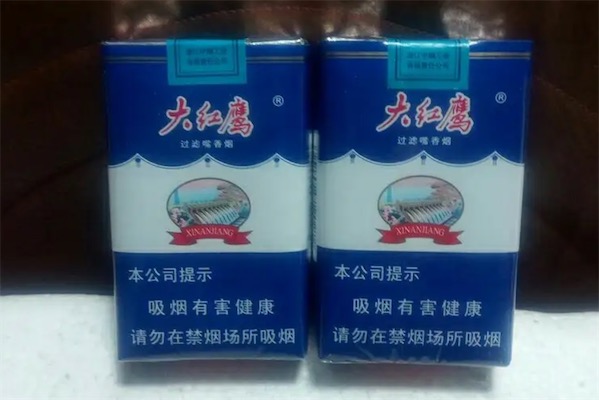 大红鹰®
过滤嘴香烟
XINANJIANG
本公司提示
吸烟有害健康
请勿在禁烟场所吸烟
大红鹰®
过滤嘴香烟
XINANJIANG
本公司提示
吸烟有害健康
请勿在禁烟场所吸烟